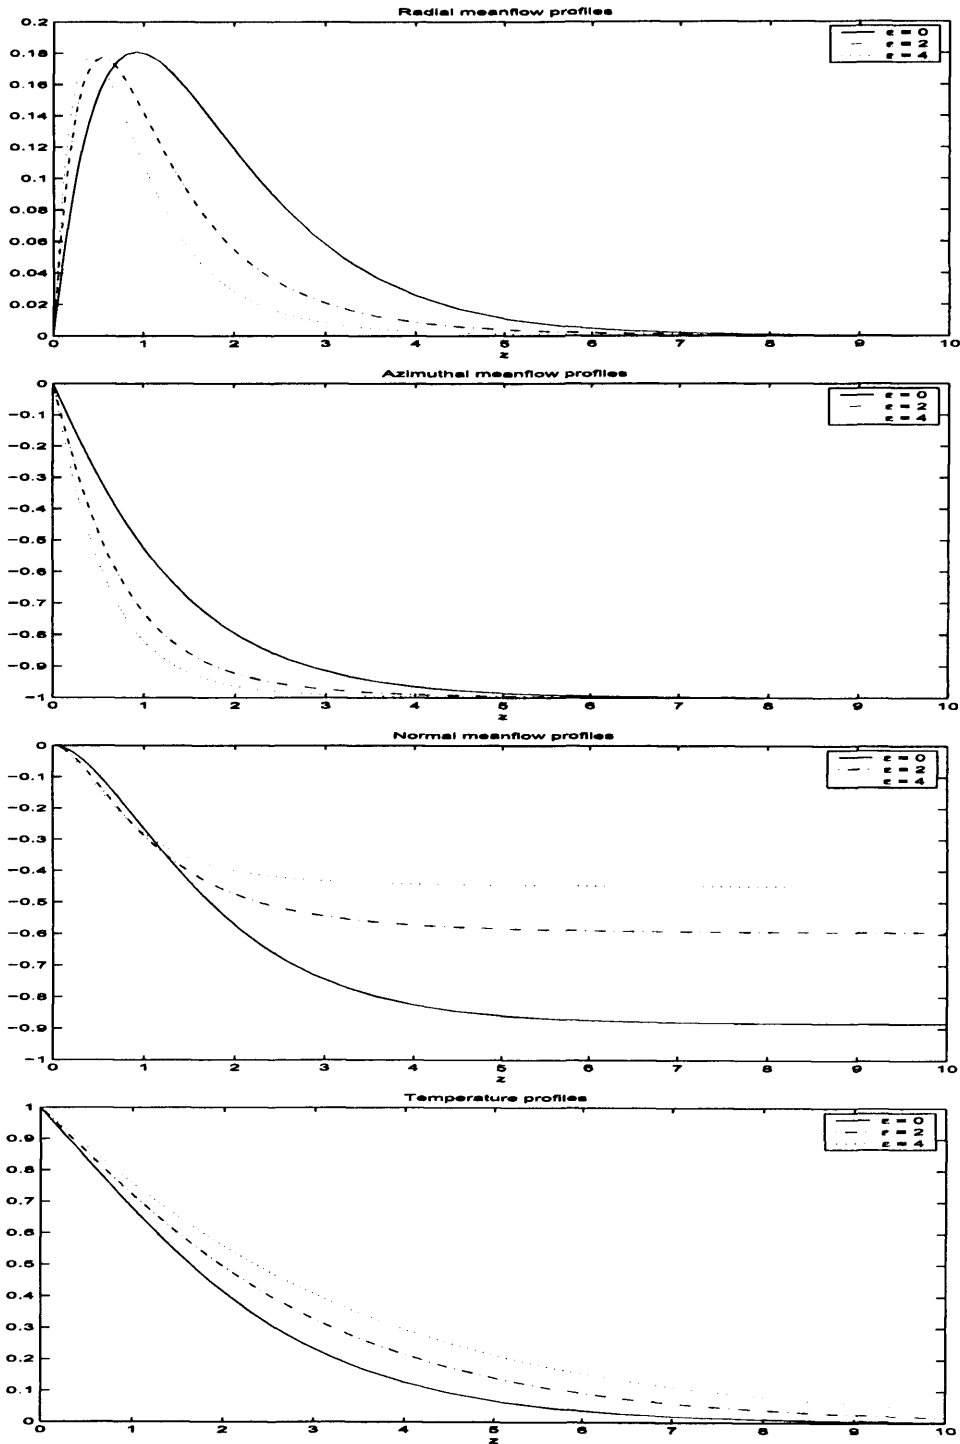 Radial meanflow profiles
0.2
0.18
0.16
0.14
0.12
0.1
0.08
0.06
0.04
0.02
0
0 1 2 3 4 5 6 7 8 9 10
z
ε = 0
ε = 2
ε = 4
Azimuthal meanflow profiles
0
−0.1
−0.2
−0.3
−0.4
−0.5
−0.6
−0.7
−0.8
−0.9
−1
0 1 2 3 4 5 6 7 8 9 10
z
ε = 0
ε = 2
ε = 4
Normal meanflow profiles
0
−0.1
−0.2
−0.3
−0.4
−0.5
−0.6
−0.7
−0.8
−0.9
−1
0 1 2 3 4 5 6 7 8 9 10
z
ε = 0
ε = 2
ε = 4
Temperature profiles
1
0.9
0.8
0.7
0.6
0.5
0.4
0.3
0.2
0.1
0
0 1 2 3 4 5 6 7 8 9 10
z
ε = 0
ε = 2
ε = 4